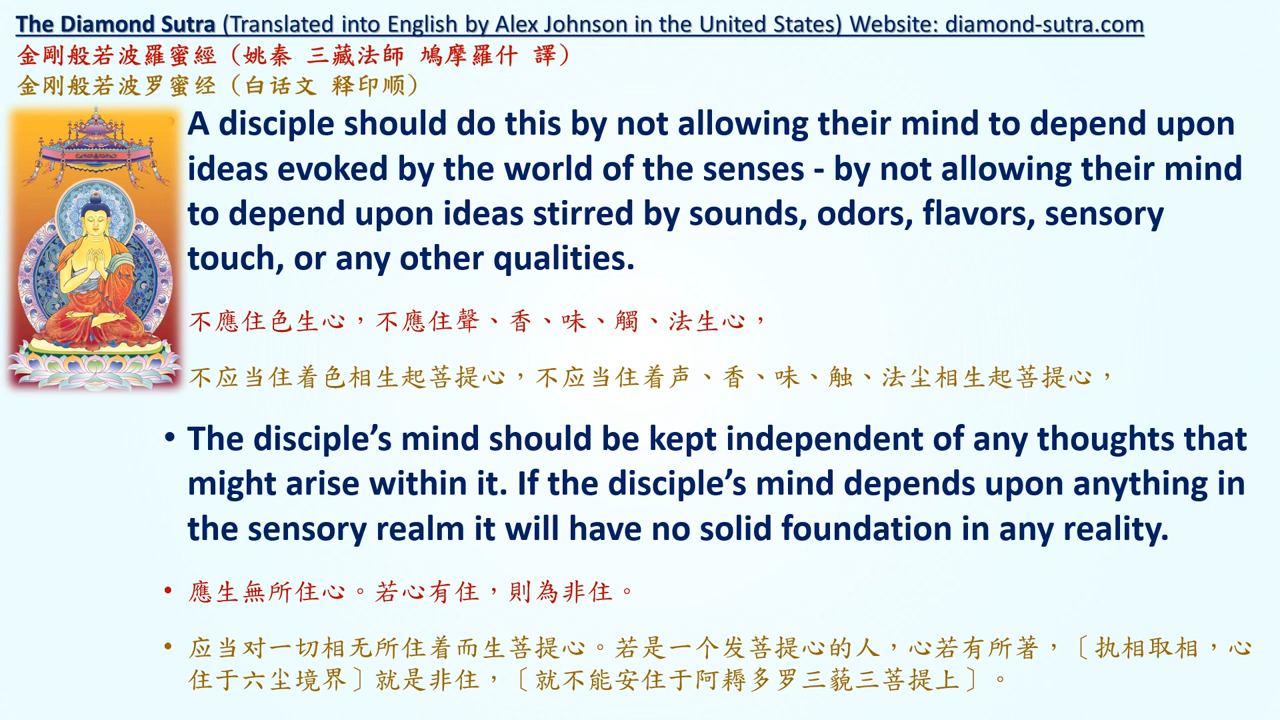 The Diamond Sutra (Translated into English by Alex Johnson in the United States) Website: diamond-sutra.com
金剛般若波羅蜜經 (姚秦 三藏法師 鳩摩羅什 譯)
金刚般若波罗蜜经 (白话文 释印顺)
A disciple should do this by not allowing their mind to depend upon
ideas evoked by the world of the senses - by not allowing their mind
to depend upon ideas stirred by sounds, odors, flavors, sensory
touch, or any other qualities.
不應住色生心，不應住聲、香、味、觸、法生心，
不应当住着色相生起菩提心，不应当住着声、香、味、触、法尘相生起菩提心，
• The disciple’s mind should be kept independent of any thoughts that
might arise within it. If the disciple’s mind depends upon anything in
the sensory realm it will have no solid foundation in any reality.
• 應生無所住心。若心有住，則為非住。
• 应当对一切相无所住着而生菩提心。若是一个发菩提心的人，心若有所著，〔执相取相，心
住于六尘境界〕就是非住，〔就不能安住于阿耨多罗三藐三菩提上〕。